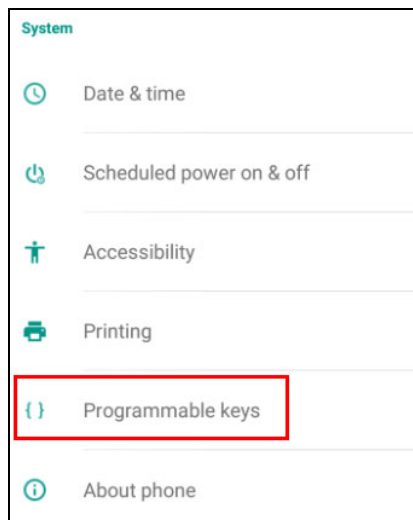 System
Date & time
Scheduled power on & off
Accessibility
Printing
{ } Programmable keys
About phone